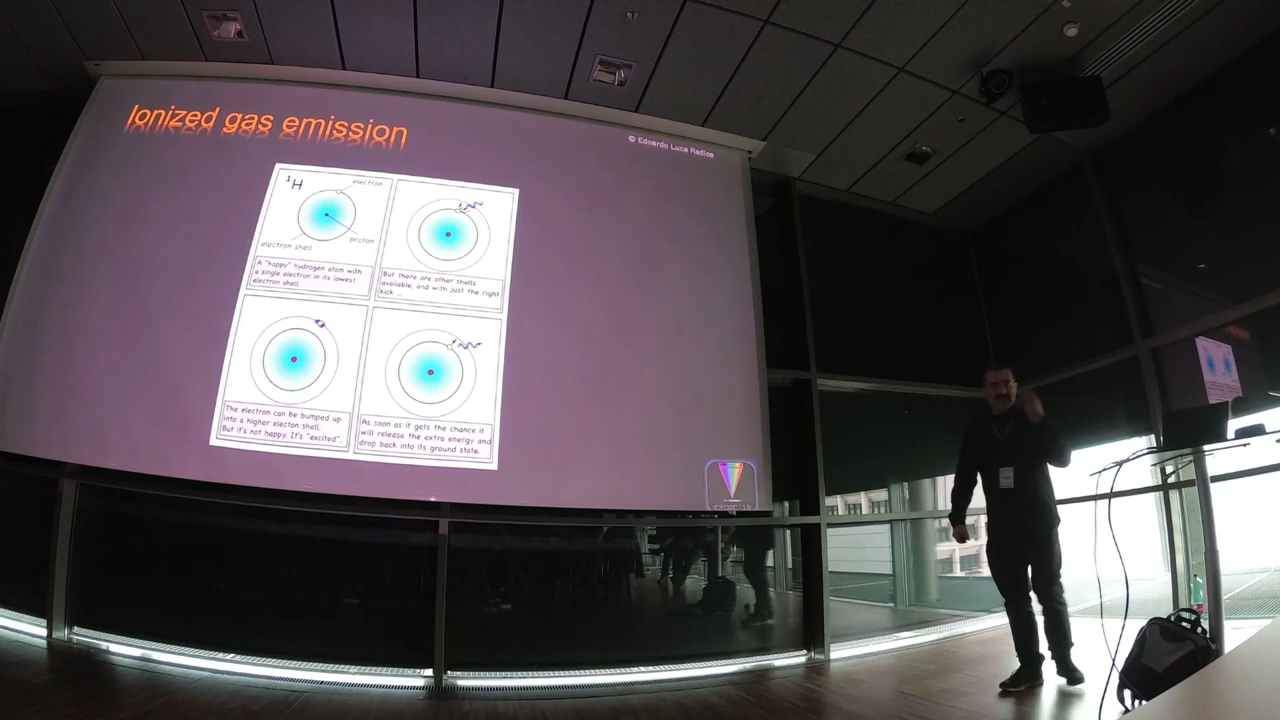 Ionized gas emission
© Edoardo Luca Radice
¹H
electron
proton
electron shell
A "happy" hydrogen atom with
a single electron in its lowest
electron shell.
But there are other shells
available, and with just the right
kick ...
The electron can be bumped up
into a higher electon shell.
But it's not happy. It's "excited".
As soon as it gets the chance it
will release the extra energy and
drop back into its ground state.